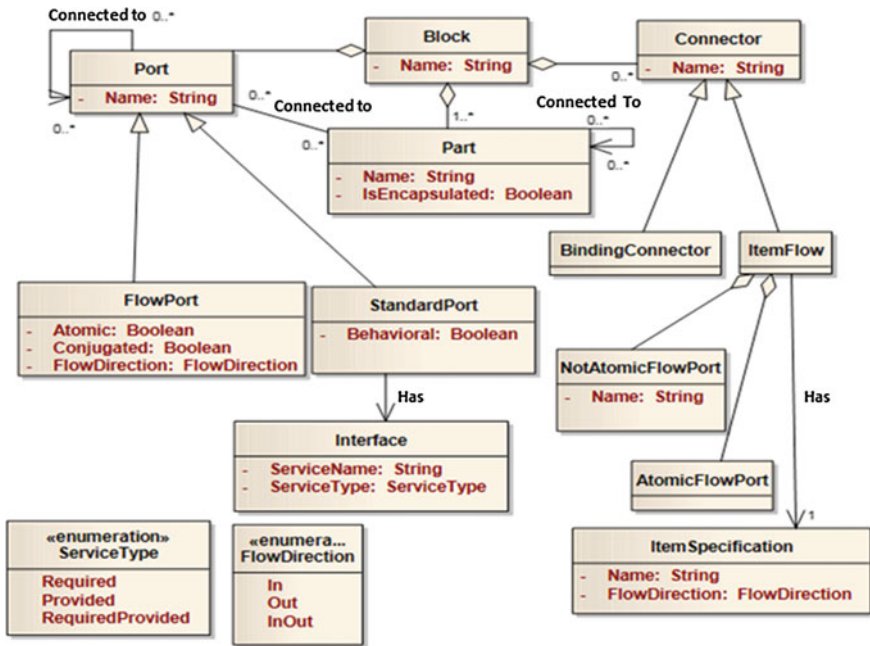 Connected to 0..*
Block
- Name: String
Connector
- Name: String
Port
- Name: String
0..*
0..*
0..*
Connected to
0..*
1..*
Connected To
0..*
0..*
Part
- Name: String
- IsEncapsulated: Boolean
BindingConnector
ItemFlow
FlowPort
- Atomic: Boolean
- Conjugated: Boolean
- FlowDirection: FlowDirection
StandardPort
- Behavioral: Boolean
NotAtomicFlowPort
- Name: String
Has
Has
Interface
- ServiceName: String
- ServiceType: ServiceType
AtomicFlowPort
1
«enumeration»
ServiceType
Required
Provided
RequiredProvided
«enumera...
FlowDirection
In
Out
InOut
ItemSpecification
- Name: String
- FlowDirection: FlowDirection